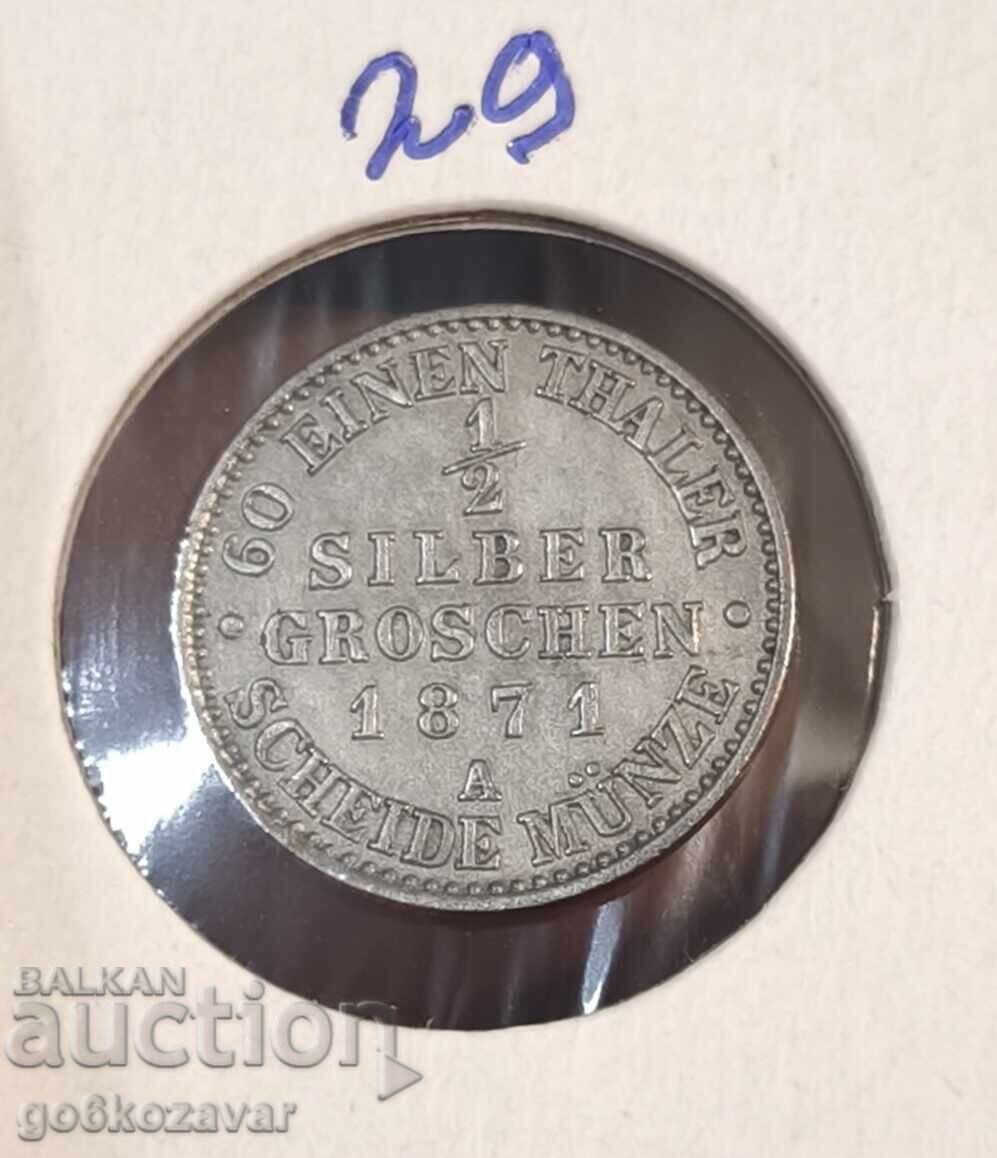 29
60 EINEN THALER
1/2
SILBER
GROSCHEN
1871
A
SCHEIDE MÜNZE
BALKAN
auction
go6kozavar